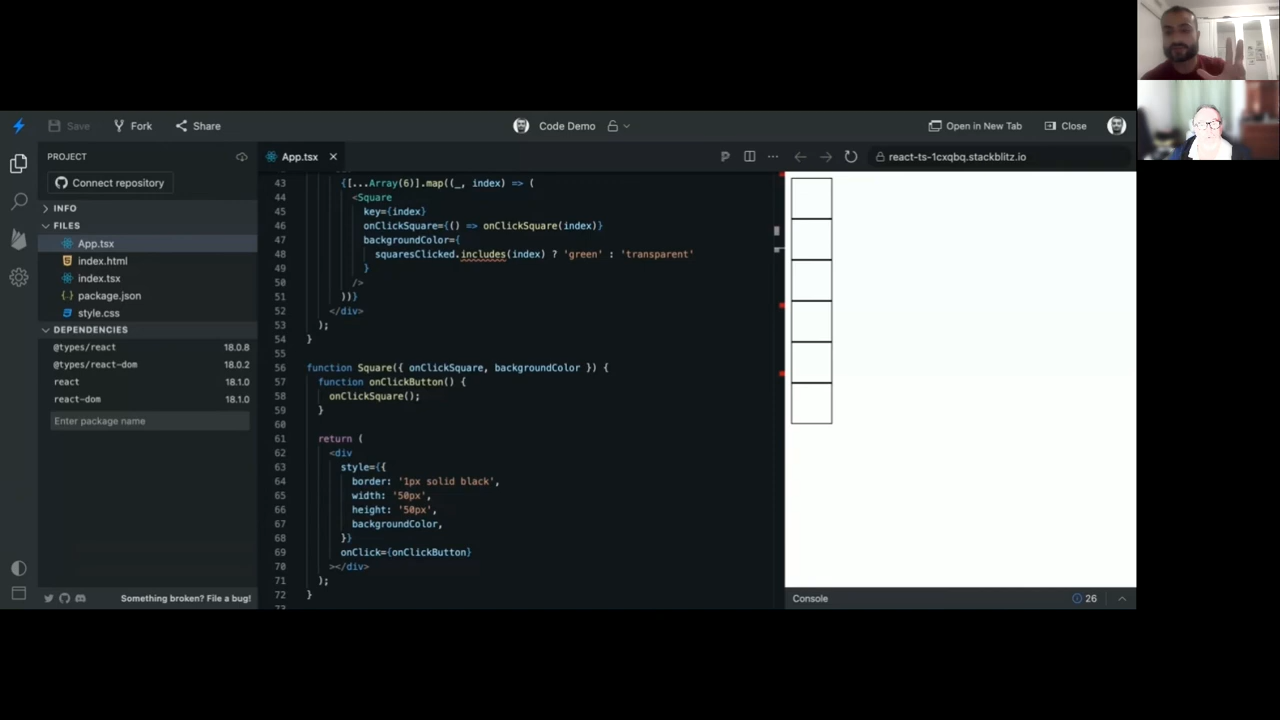 Save
Fork
Share
Code Demo
Open in New Tab
Close
PROJECT
App.tsx
react-ts-1cxqbq.stackblitz.io
Connect repository
INFO
FILES
App.tsx
index.html
index.tsx
package.json
style.css
DEPENDENCIES
@types/react 18.0.8
@types/react-dom 18.0.2
react 18.1.0
react-dom 18.1.0
Enter package name
Something broken? File a bug!
43 {[...Array(6)].map((_, index) => (
44 <Square
45 key={index}
46 onClickSquare={() => onClickSquare(index)}
47 backgroundColor={
48 squaresClicked.includes(index) ? 'green' : 'transparent'
49 }
50 />
51 ))}
52 </div>
53 );
54 }
55
56 function Square({ onClickSquare, backgroundColor }) {
57 function onClickButton() {
58 onClickSquare();
59 }
60
61 return (
62 <div
63 style={{
64 border: '1px solid black',
65 width: '50px',
66 height: '50px',
67 backgroundColor,
68 }}
69 onClick={onClickButton}
70 ></div>
71 );
72 }
Console
26